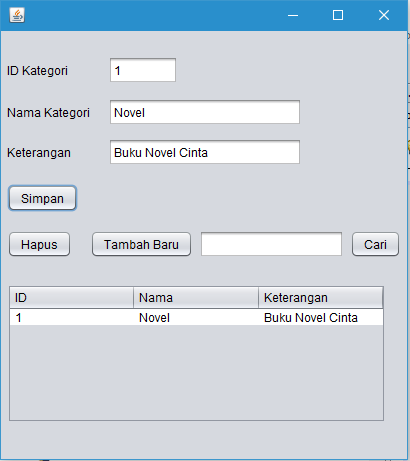 ID Kategori 1
Nama Kategori Novel
Keterangan Buku Novel Cinta
Simpan
Hapus Tambah Baru Cari
ID Nama Keterangan
1 Novel Buku Novel Cinta